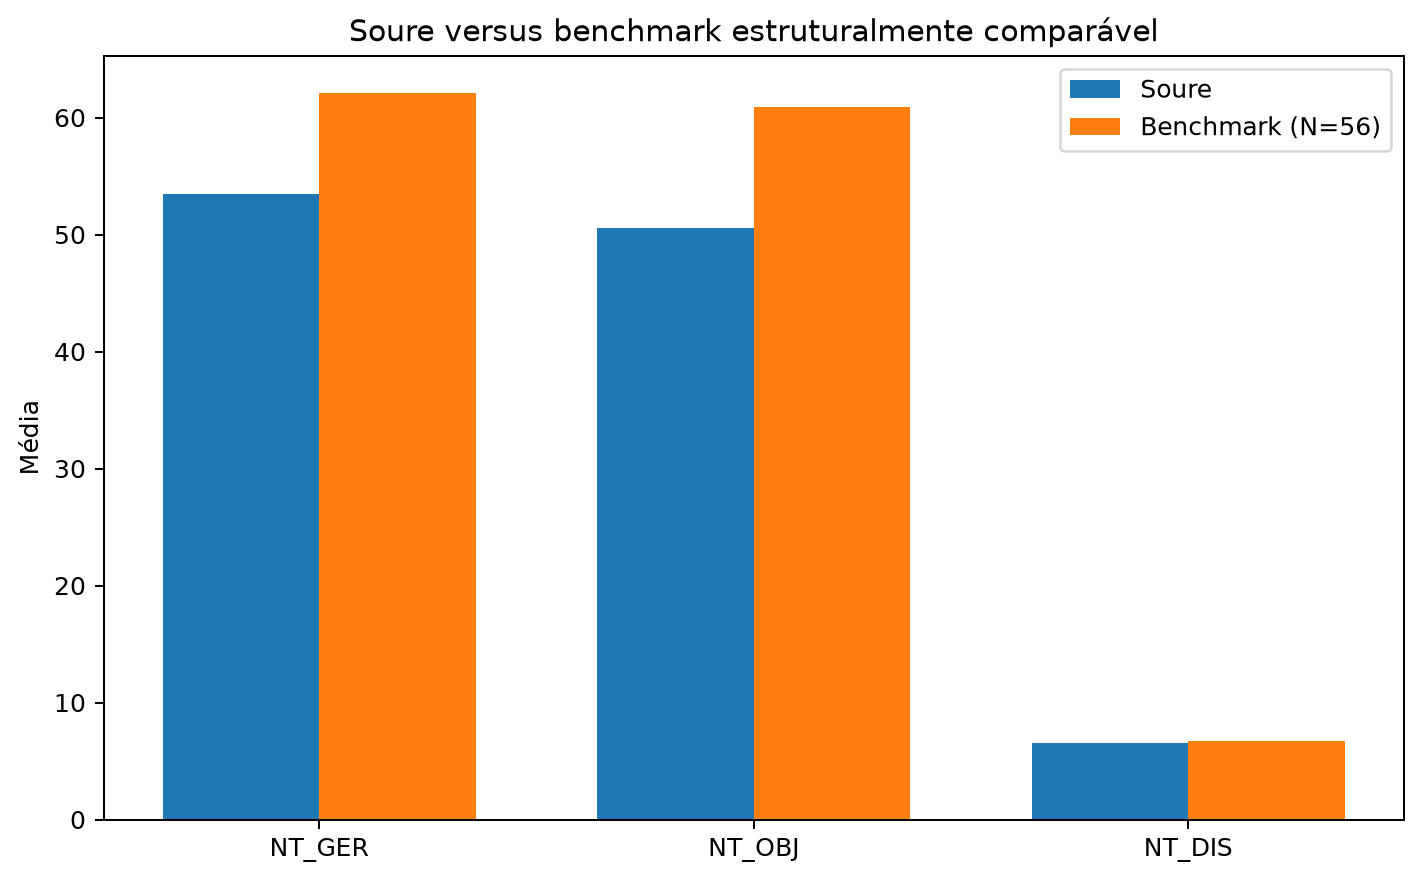 Soure versus benchmark estruturalmente comparável
Soure
Benchmark (N=56)
Média
60
50
40
30
20
10
0
NT_GER
NT_OBJ
NT_DIS